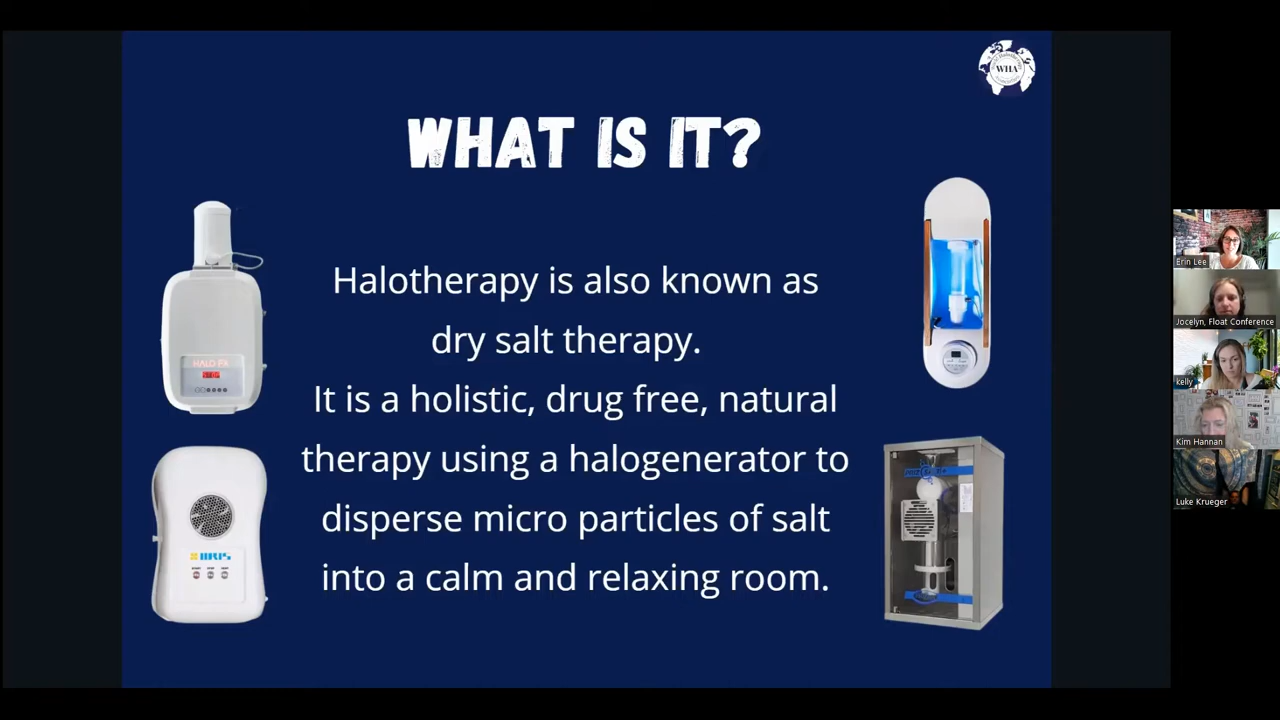 WHA
WHAT IS IT?
Halotherapy is also known as
dry salt therapy.
It is a holistic, drug free, natural
therapy using a halogenerator to
disperse micro particles of salt
into a calm and relaxing room.
HALO FX
IIRIS
Erin Lee
Jocelyn, Float Conference
kelly
Kim Hannan
Luke Krueger